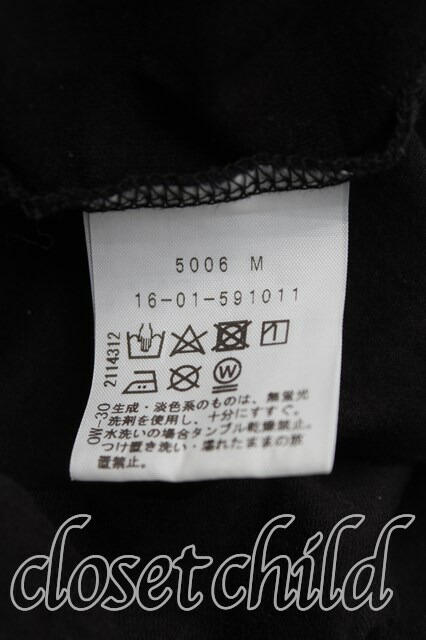 5006 M
16-01-591011
2114312
OW-30
生成・淡色系のものは、無蛍光
洗剤を使用し、十分にすすぐ。
水洗いの場合タンブル乾燥禁止。
つけ置き洗い・濡れたままの放
置禁止。
closet child